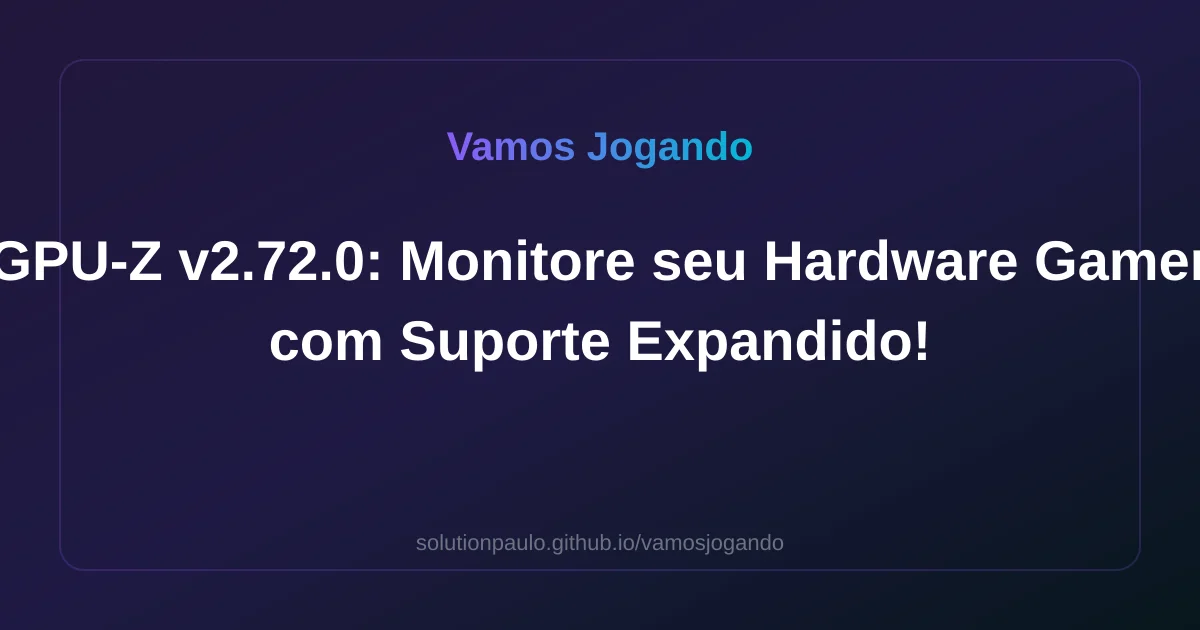 Vamos Jogando
GPU-Z v2.72.0: Monitore seu Hardware Gamer
com Suporte Expandido!
solutionpaulo.github.io/vamosjogando